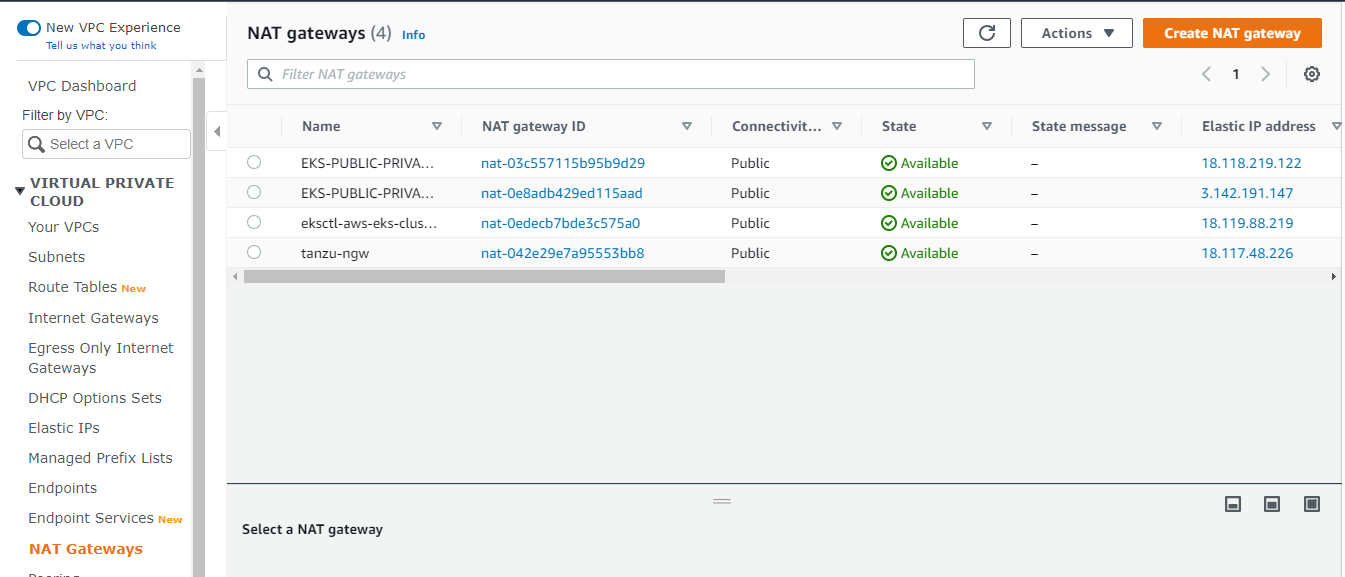 New VPC Experience
Tell us what you think
VPC Dashboard
Filter by VPC:
Select a VPC
VIRTUAL PRIVATE
CLOUD
Your VPCs
Subnets
Route Tables New
Internet Gateways
Egress Only Internet
Gateways
DHCP Options Sets
Elastic IPs
Managed Prefix Lists
Endpoints
Endpoint Services New
NAT Gateways
NAT gateways (4) Info
Actions
Create NAT gateway
Filter NAT gateways
1
Name NAT gateway ID Connectivit... State State message Elastic IP address
EKS-PUBLIC-PRIVA... nat-03c557115b95b9d29 Public Available – 18.118.219.122
EKS-PUBLIC-PRIVA... nat-0e8adb429ed115aad Public Available – 3.142.191.147
eksctl-aws-eks-clus... nat-0edecb7bde3c575a0 Public Available – 18.119.88.219
tanzu-ngw nat-042e29e7a95553bb8 Public Available – 18.117.48.226
Select a NAT gateway